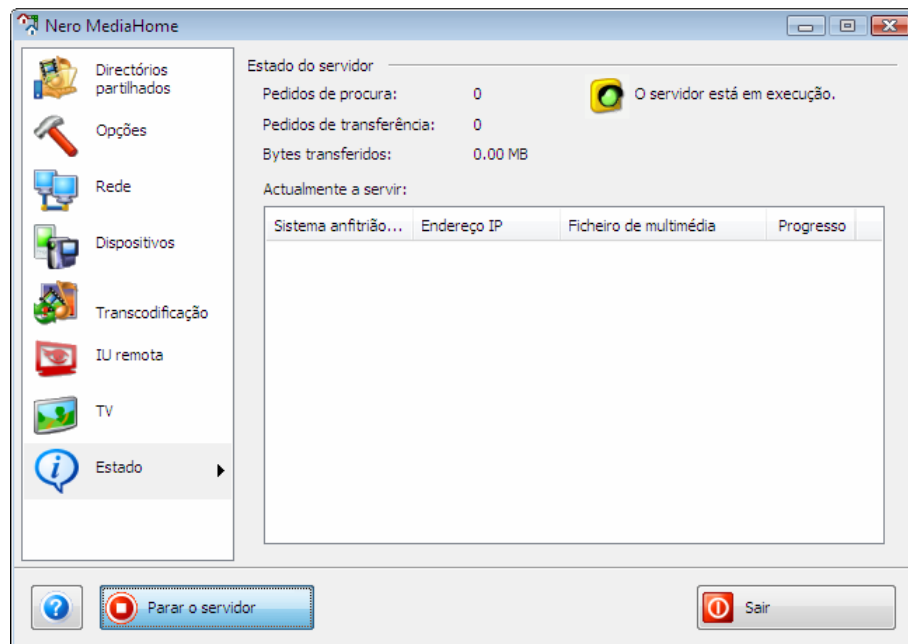 Nero MediaHome
Directórios
partilhados
Opções
Rede
Dispositivos
Transcodificação
IU remota
TV
Estado
Estado do servidor
Pedidos de procura: 0
O servidor está em execução.
Pedidos de transferência: 0
Bytes transferidos: 0.00 MB
Actualmente a servir:
Sistema anfitrião... Endereço IP Ficheiro de multimédia Progresso
Parar o servidor
Sair